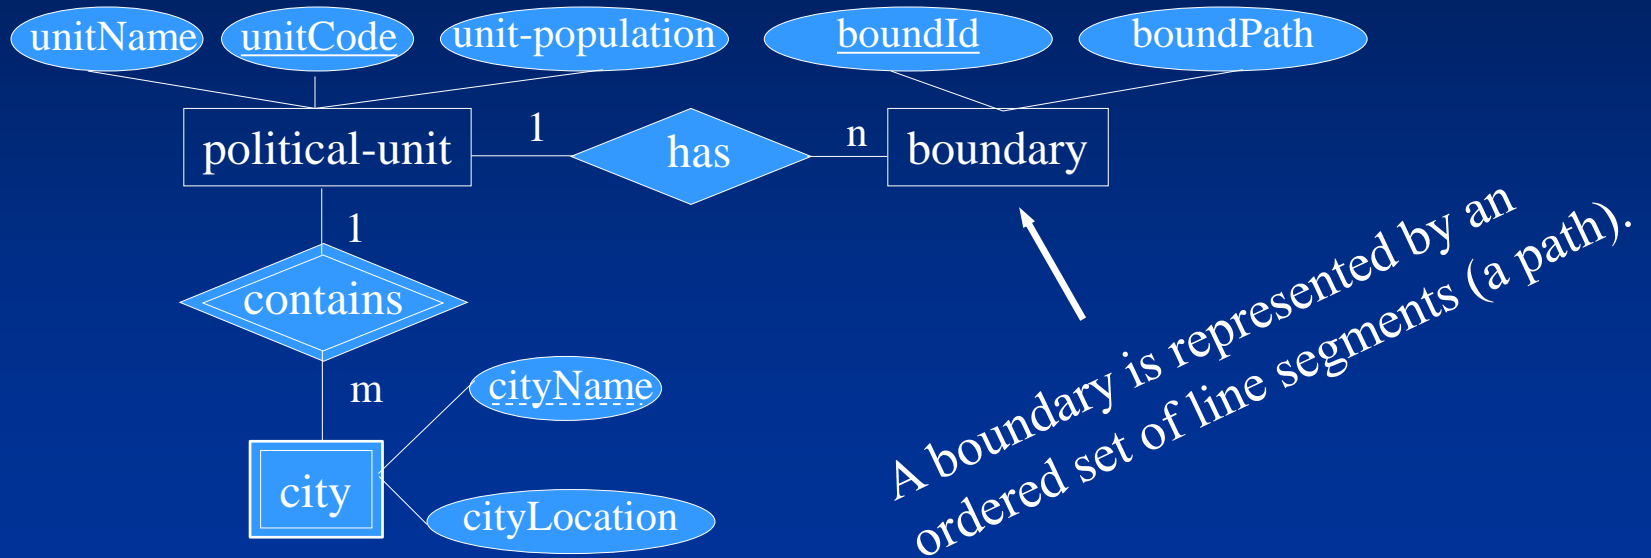 unitName
unitCode
unit-population
boundId
boundPath
political-unit
1
has
n
boundary
1
contains
m
cityName
city
cityLocation
A boundary is represented by an
ordered set of line segments (a path).